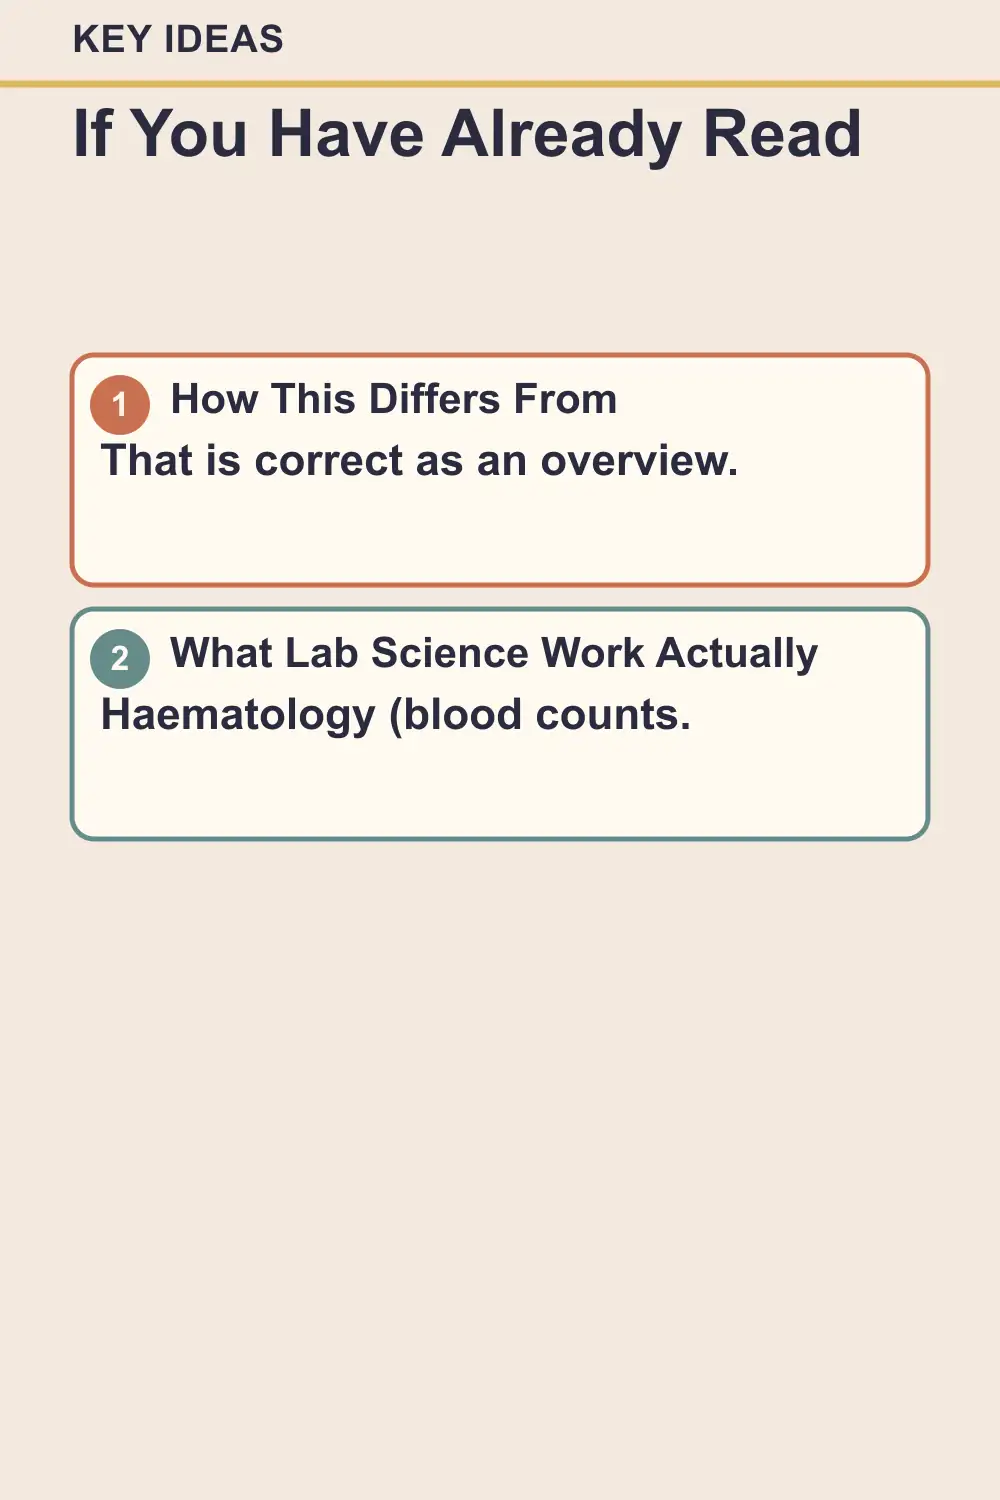 KEY IDEAS
If You Have Already Read
1 How This Differs From
That is correct as an overview.
2 What Lab Science Work Actually
Haematology (blood counts.